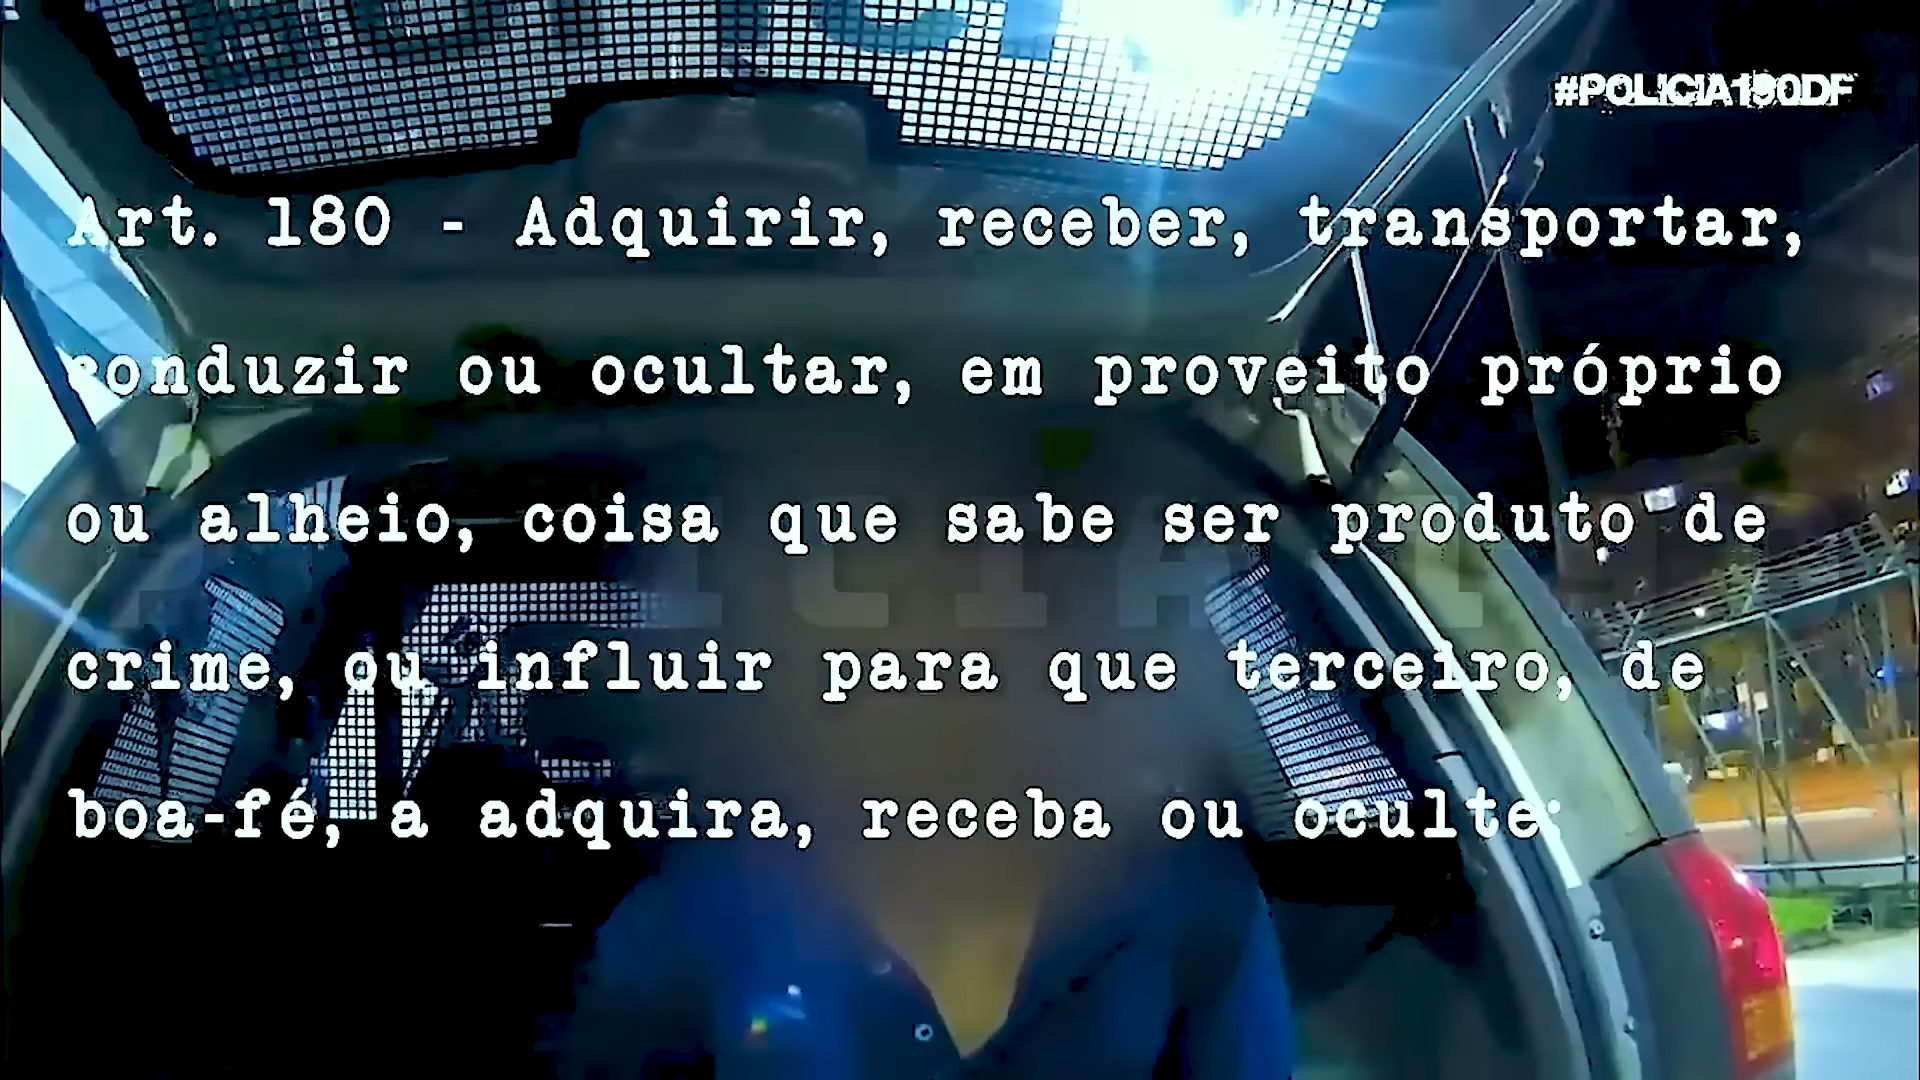 #POLICIA190DF
Art. 180 - Adquirir, receber, transportar,
conduzir ou ocultar, em proveito próprio
ou alheio, coisa que sabe ser produto de
crime, ou influir para que terceiro, de
boa-fé, a adquira, receba ou oculte: